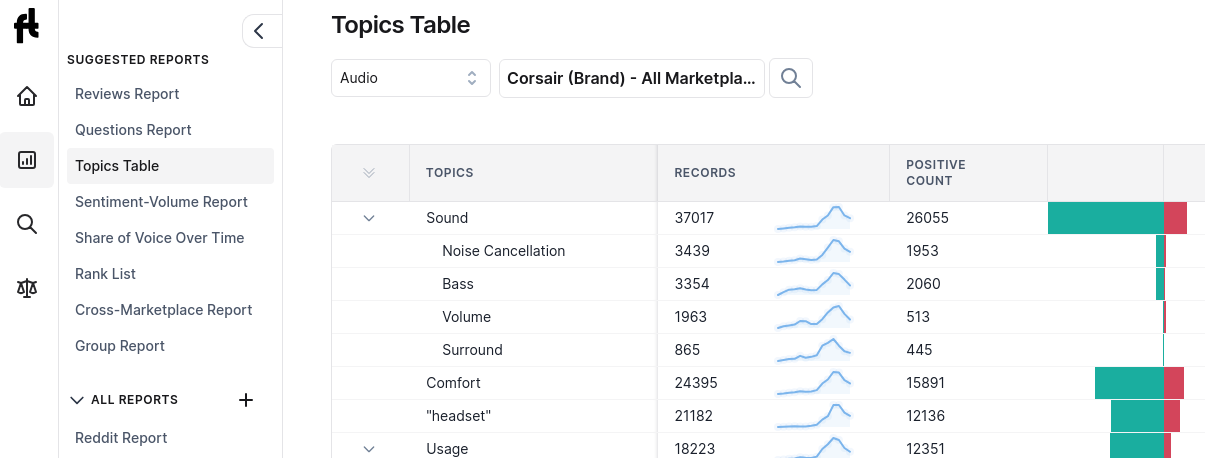 ft
Topics Table
SUGGESTED REPORTS
Reviews Report
Questions Report
Topics Table
Sentiment-Volume Report
Share of Voice Over Time
Rank List
Cross-Marketplace Report
Group Report
ALL REPORTS
Reddit Report
Audio
Corsair (Brand) - All Marketpla...
TOPICS RECORDS POSITIVE COUNT
Sound 37017 26055
Noise Cancellation 3439 1953
Bass 3354 2060
Volume 1963 513
Surround 865 445
Comfort 24395 15891
"headset" 21182 12136
Usage 18223 12351